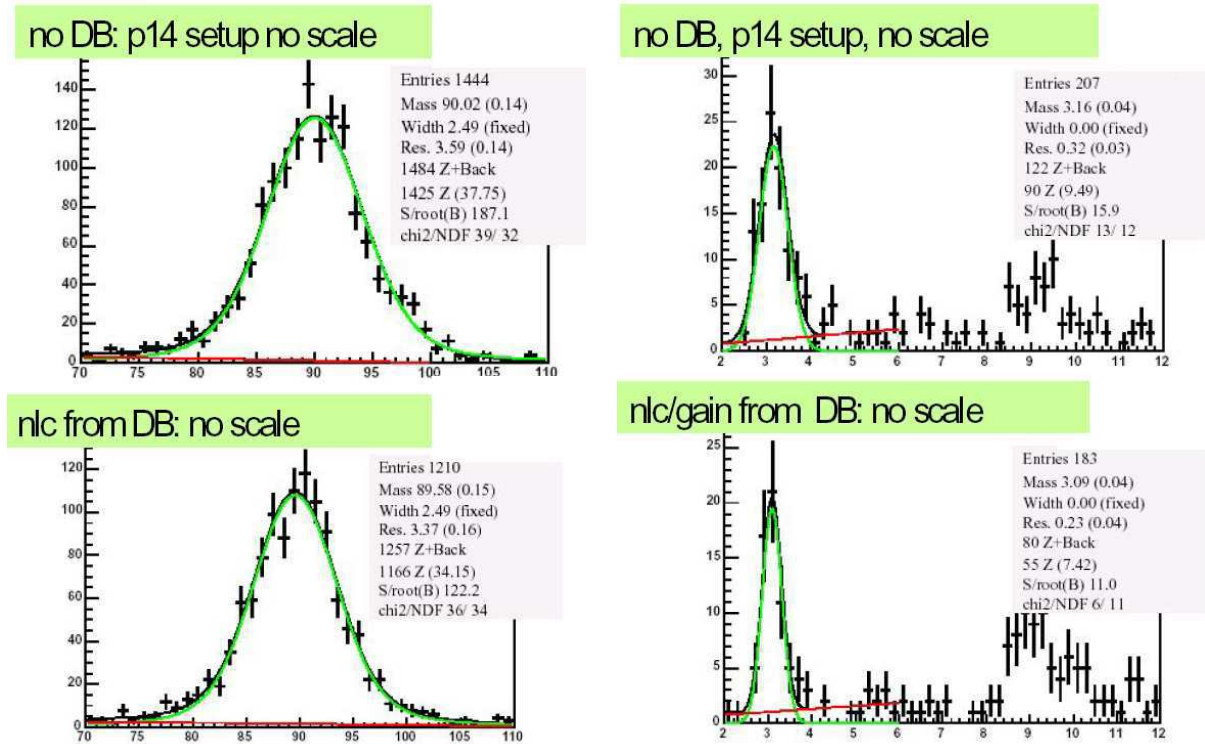 no DB: p14 setup no scale
Entries 1444
Mass 90.02 (0.14)
Width 2.49 (fixed)
Res. 3.59 (0.14)
1484 Z+Back
1425 Z (37.75)
S/root(B) 187.1
chi2/NDF 39/ 32
140
120
100
80
60
40
20
0
70 75 80 85 90 95 100 105 110
no DB, p14 setup, no scale
Entries 207
Mass 3.16 (0.04)
Width 0.00 (fixed)
Res. 0.32 (0.03)
122 Z+Back
90 Z (9.49)
S/root(B) 15.9
chi2/NDF 13/ 12
30
25
20
15
10
5
0
2 3 4 5 6 7 8 9 10 11 12
nlc from DB: no scale
Entries 1210
Mass 89.58 (0.15)
Width 2.49 (fixed)
Res. 3.37 (0.16)
1257 Z+Back
1166 Z (34.15)
S/root(B) 122.2
chi2/NDF 36/ 34
120
100
80
60
40
20
0
70 75 80 85 90 95 100 105 110
nlc/gain from DB: no scale
Entries 183
Mass 3.09 (0.04)
Width 0.00 (fixed)
Res. 0.23 (0.04)
80 Z+Back
55 Z (7.42)
S/root(B) 11.0
chi2/NDF 6/ 11
25
20
15
10
5
0
2 3 4 5 6 7 8 9 10 11 12